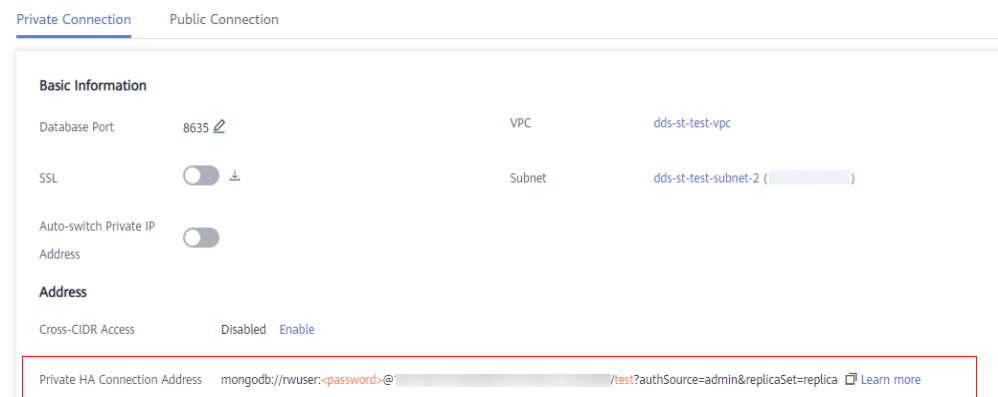 Private Connection Public Connection
Basic Information
Database Port 8635 VPC dds-st-test-vpc
SSL Subnet dds-st-test-subnet-2 ( )
Auto-switch Private IP
Address
Address
Cross-CIDR Access Disabled Enable
Private HA Connection Address mongodb://rwuser:<password>@ /test?authSource=admin&replicaSet=replica Learn more